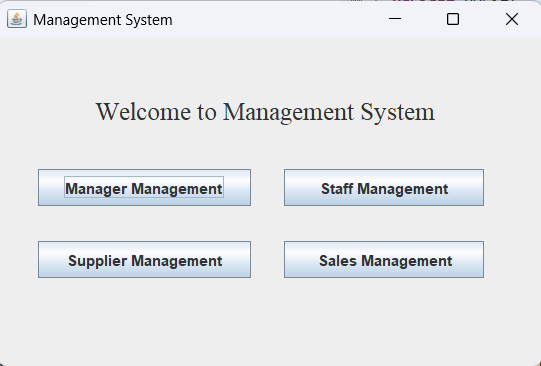 Management System
Welcome to Management System
Manager Management
Staff Management
Supplier Management
Sales Management